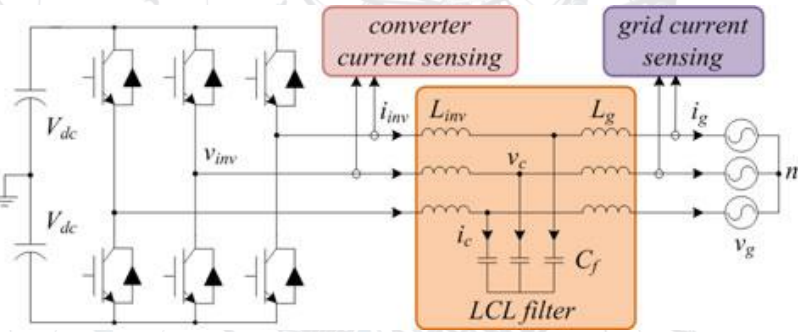 converter
current sensing
grid current
sensing
V_dc
V_dc
v_inv
i_inv
L_inv
L_g
i_g
v_c
n
i_c
C_f
v_g
LCL filter